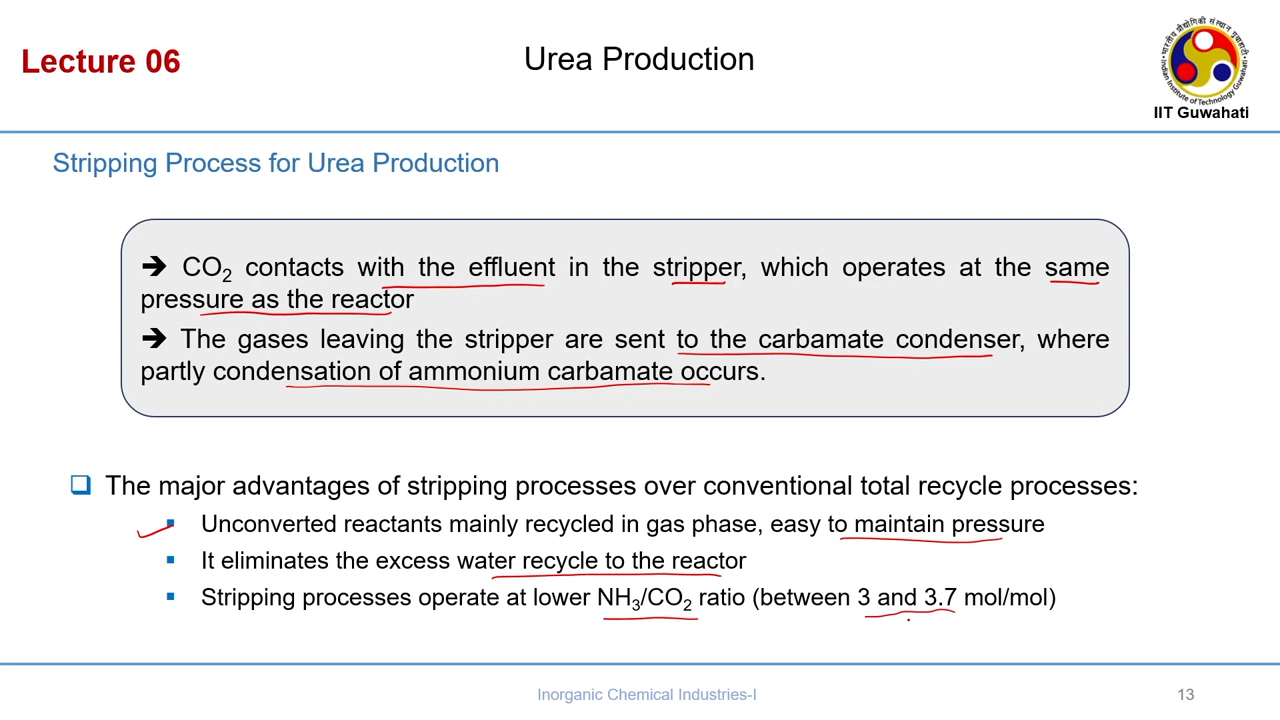 Lecture 06
Urea Production
IIT Guwahati
Stripping Process for Urea Production
➔ CO₂ contacts with the effluent in the stripper, which operates at the same
pressure as the reactor
➔ The gases leaving the stripper are sent to the carbamate condenser, where
partly condensation of ammonium carbamate occurs.
❑ The major advantages of stripping processes over conventional total recycle processes:
▪ Unconverted reactants mainly recycled in gas phase, easy to maintain pressure
▪ It eliminates the excess water recycle to the reactor
▪ Stripping processes operate at lower NH₃/CO₂ ratio (between 3 and 3.7 mol/mol)
Inorganic Chemical Industries-I
13